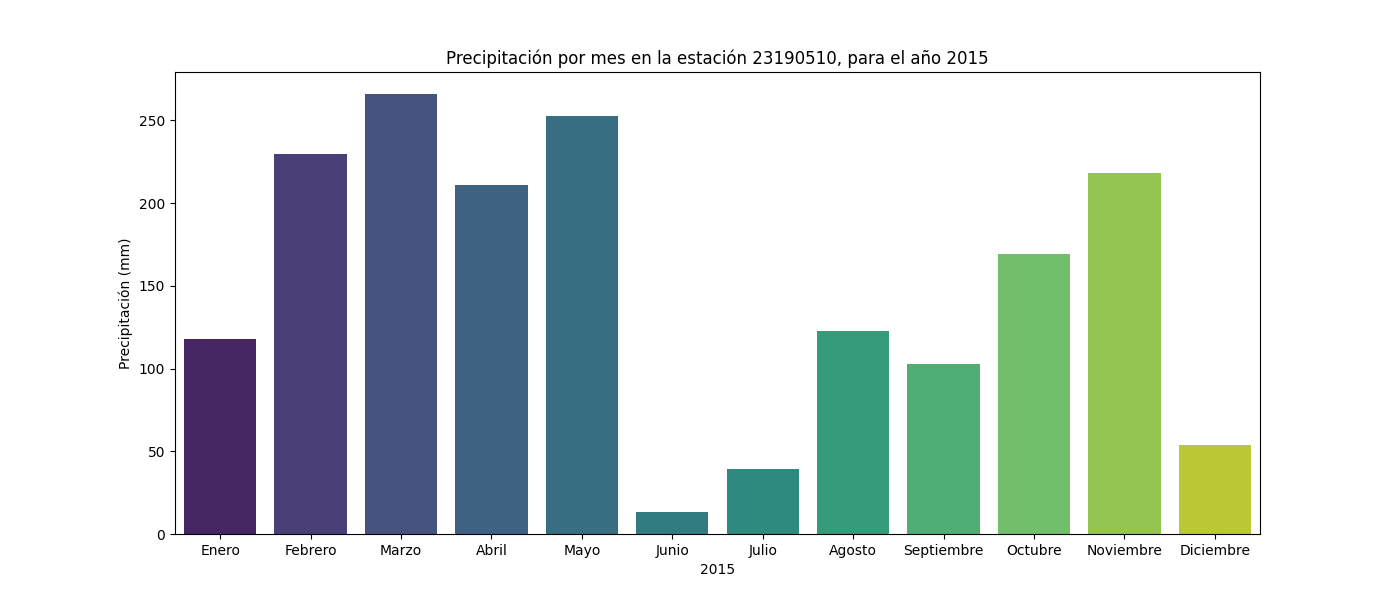 Precipitación por mes en la estación 23190510, para el año 2015
Precipitación (mm)
250
200
150
100
50
0
Enero Febrero Marzo Abril Mayo Junio Julio Agosto Septiembre Octubre Noviembre Diciembre
2015